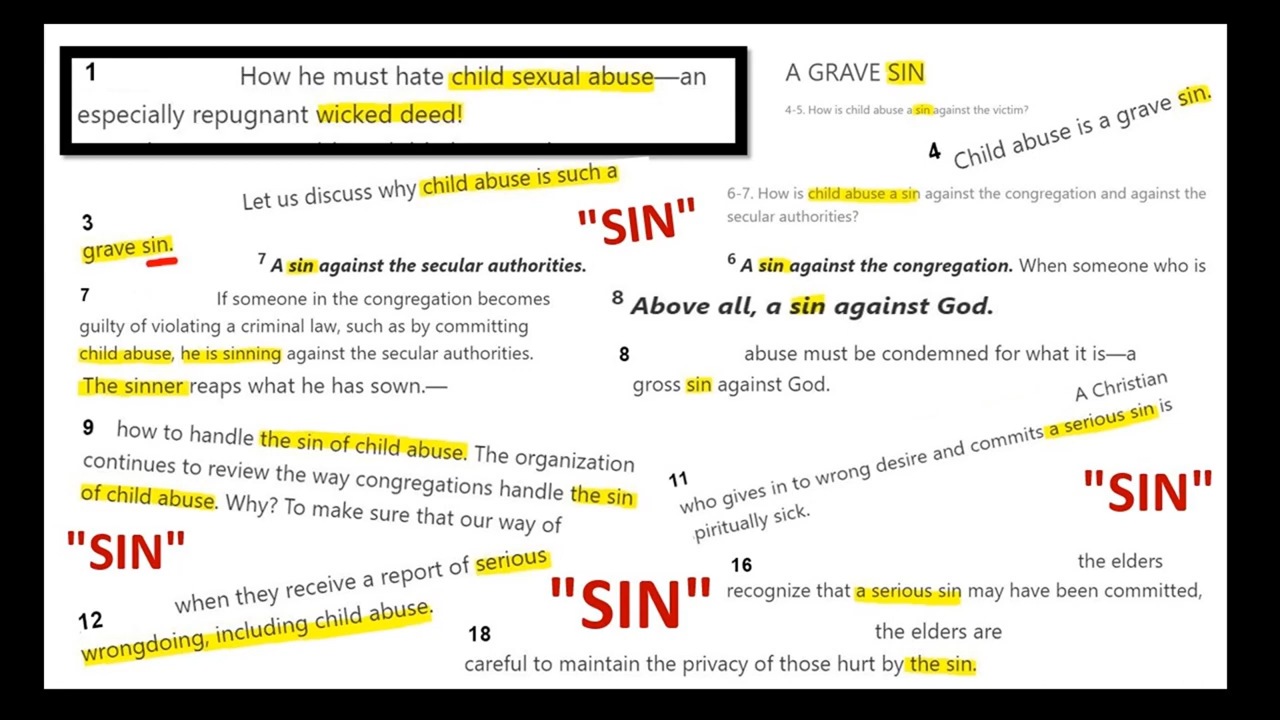 1 How he must hate child sexual abuse—an
especially repugnant wicked deed!
A GRAVE SIN
4-5. How is child abuse a sin against the victim?
4 Child abuse is a grave sin.
Let us discuss why child abuse is such a
3
grave sin.
"SIN"
6-7. How is child abuse a sin against the congregation and against the
secular authorities?
7 A sin against the secular authorities.
6 A sin against the congregation. When someone who is
7 If someone in the congregation becomes
guilty of violating a criminal law, such as by committing
child abuse, he is sinning against the secular authorities.
The sinner reaps what he has sown.—
8 Above all, a sin against God.
8 abuse must be condemned for what it is—a
gross sin against God.
9 how to handle the sin of child abuse. The organization
continues to review the way congregations handle the sin
of child abuse. Why? To make sure that our way of
A Christian
11 who gives in to wrong desire and commits a serious sin is
piritually sick.
"SIN"
"SIN"
12 when they receive a report of serious
wrongdoing, including child abuse.
"SIN"
16 the elders
recognize that a serious sin may have been committed,
18 the elders are
careful to maintain the privacy of those hurt by the sin.